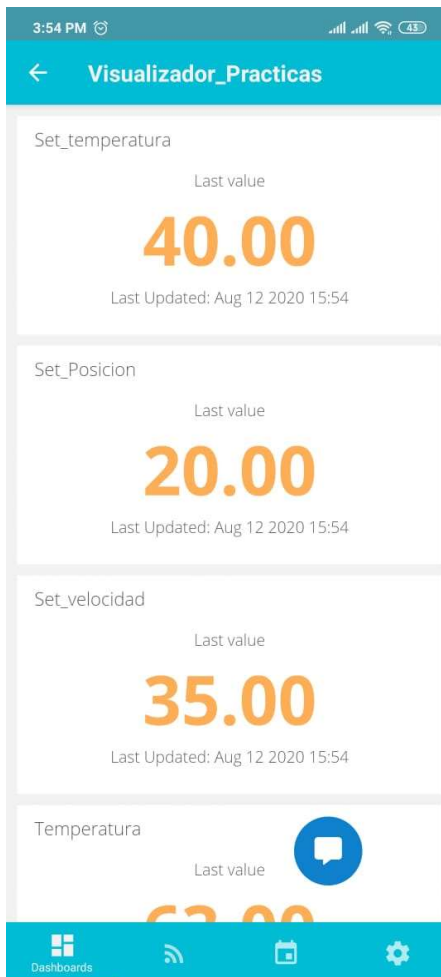 3:54 PM
43
Visualizador_Practicas
Set_temperatura
Last value
40.00
Last Updated: Aug 12 2020 15:54
Set_Posicion
Last value
20.00
Last Updated: Aug 12 2020 15:54
Set_velocidad
Last value
35.00
Last Updated: Aug 12 2020 15:54
Temperatura
Last value
Dashboards